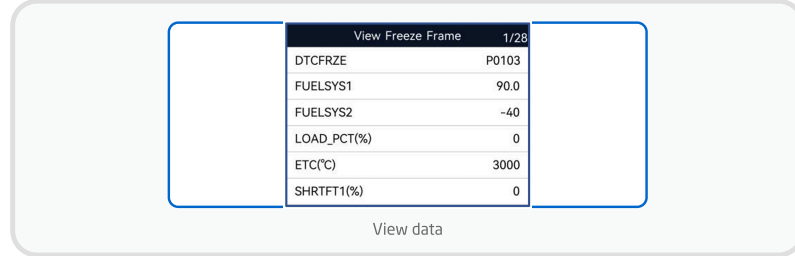 View Freeze Frame 1/28
DTCFRZE P0103
FUELSYS1 90.0
FUELSYS2 -40
LOAD_PCT(%) 0
ETC(℃) 3000
SHRTFT1(%) 0
View data